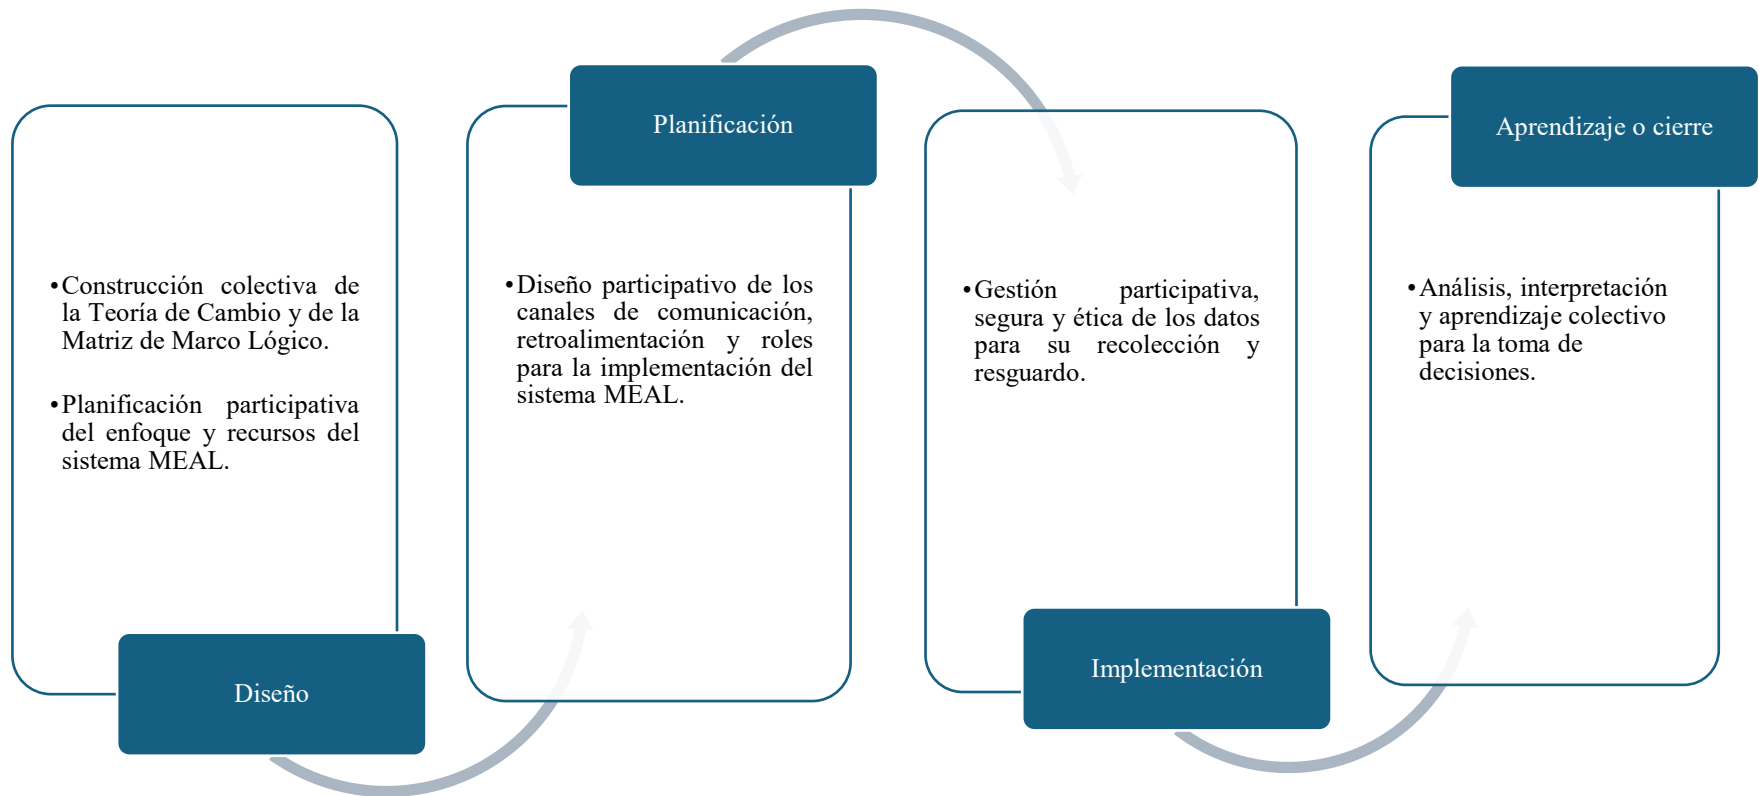 •Construcción colectiva de
la Teoría de Cambio y de la
Matriz de Marco Lógico.
•Planificación participativa
del enfoque y recursos del
sistema MEAL.
Diseño
Planificación
•Diseño participativo de los
canales de comunicación,
retroalimentación y roles
para la implementación del
sistema MEAL.
•Gestión participativa,
segura y ética de los datos
para su recolección y
resguardo.
Implementación
Aprendizaje o cierre
•Análisis, interpretación
y aprendizaje colectivo
para la toma de
decisiones.